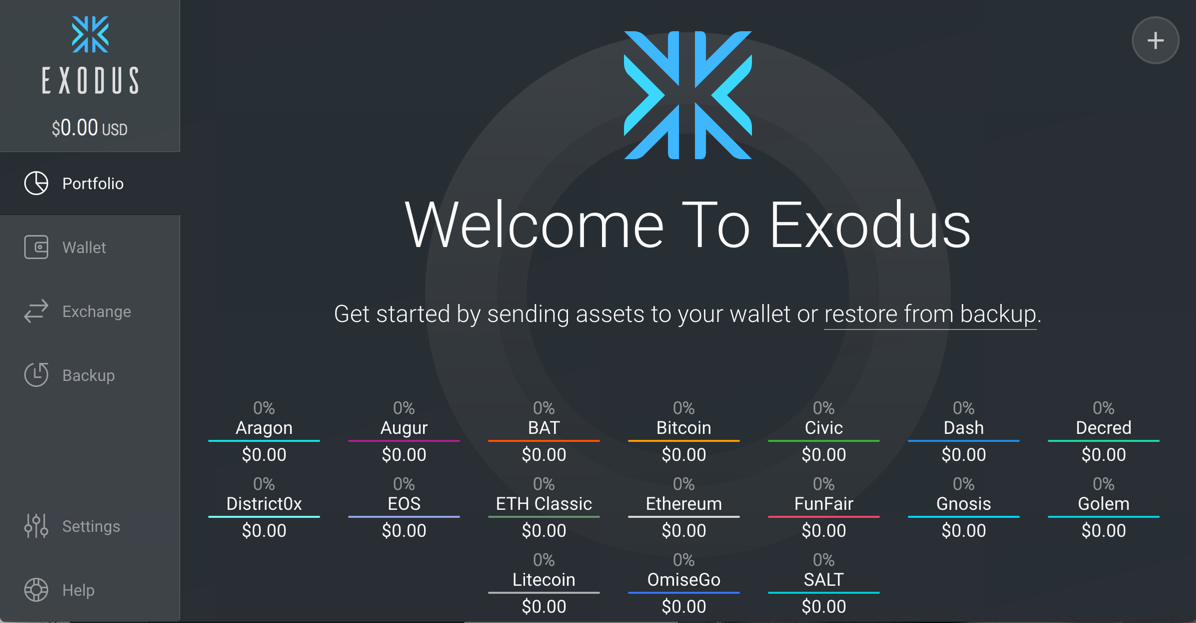 EXODUS
$0.00 USD
Portfolio
Wallet
Exchange
Backup
Settings
Help
Welcome To Exodus
Get started by sending assets to your wallet or restore from backup.
0% 0% 0% 0% 0% 0% 0%
Aragon Augur BAT Bitcoin Civic Dash Decred
$0.00 $0.00 $0.00 $0.00 $0.00 $0.00 $0.00
0% 0% 0% 0% 0% 0% 0%
District0x EOS ETH Classic Ethereum FunFair Gnosis Golem
$0.00 $0.00 $0.00 $0.00 $0.00 $0.00 $0.00
0% 0% 0%
Litecoin OmiseGo SALT
$0.00 $0.00 $0.00